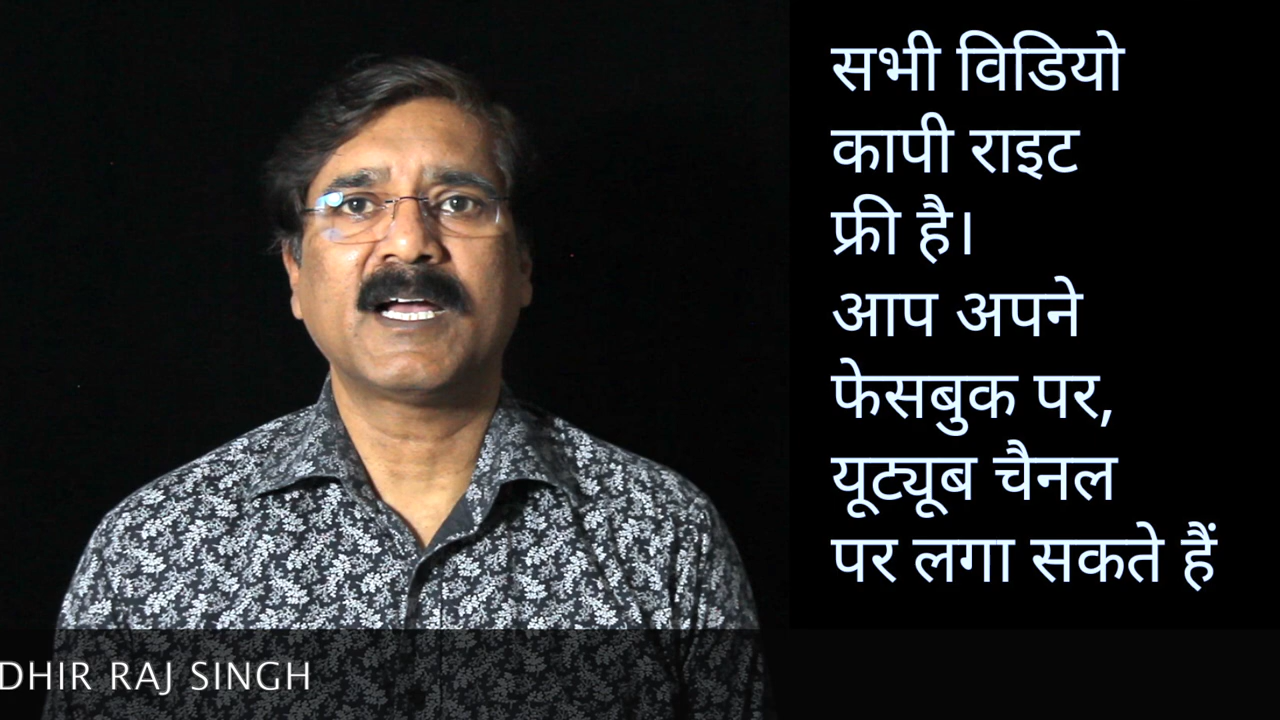 सभी विडियो
कापी राइट
फ्री है।
आप अपने
फेसबुक पर,
यूट्यूब चैनल
पर लगा सकते हैं
DHIR RAJ SINGH